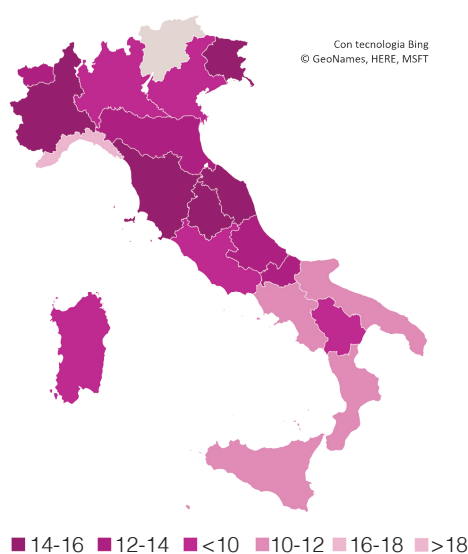 Con tecnologia Bing
© GeoNames, HERE, MSFT
14-16 12-14 <10 10-12 16-18 >18